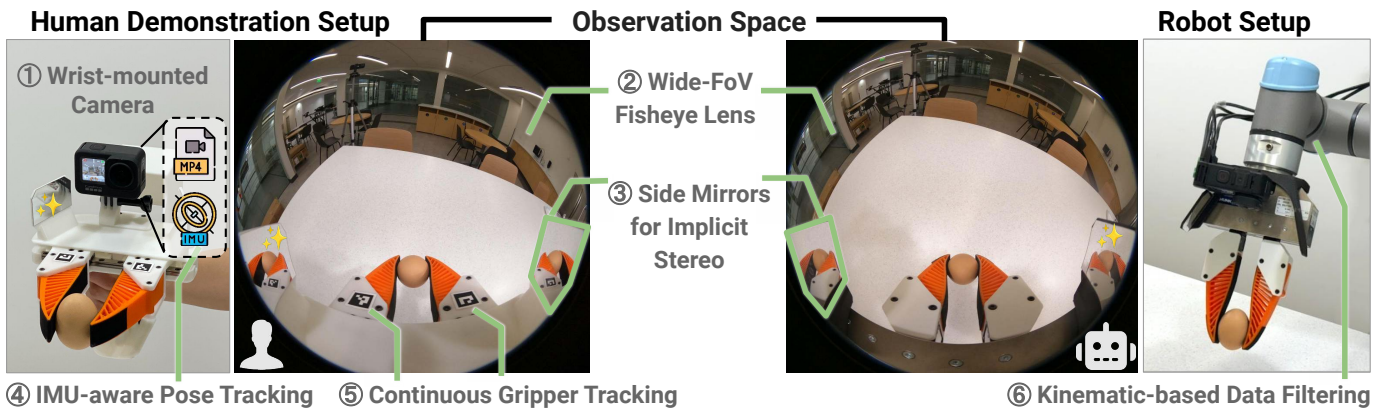 Human Demonstration Setup
Observation Space
Robot Setup
① Wrist-mounted
Camera
MP4
IMU
② Wide-FoV
Fisheye Lens
③ Side Mirrors
for Implicit
Stereo
④ IMU-aware Pose Tracking
⑤ Continuous Gripper Tracking
⑥ Kinematic-based Data Filtering